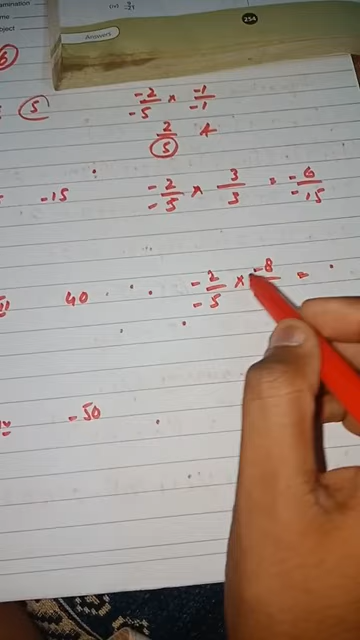 254
Answers
5
-2/-5 × -1/-1
2/5
-15 -2/-5 × 3/3 = -6/-15
40 -2/-5 × -8 =
-50